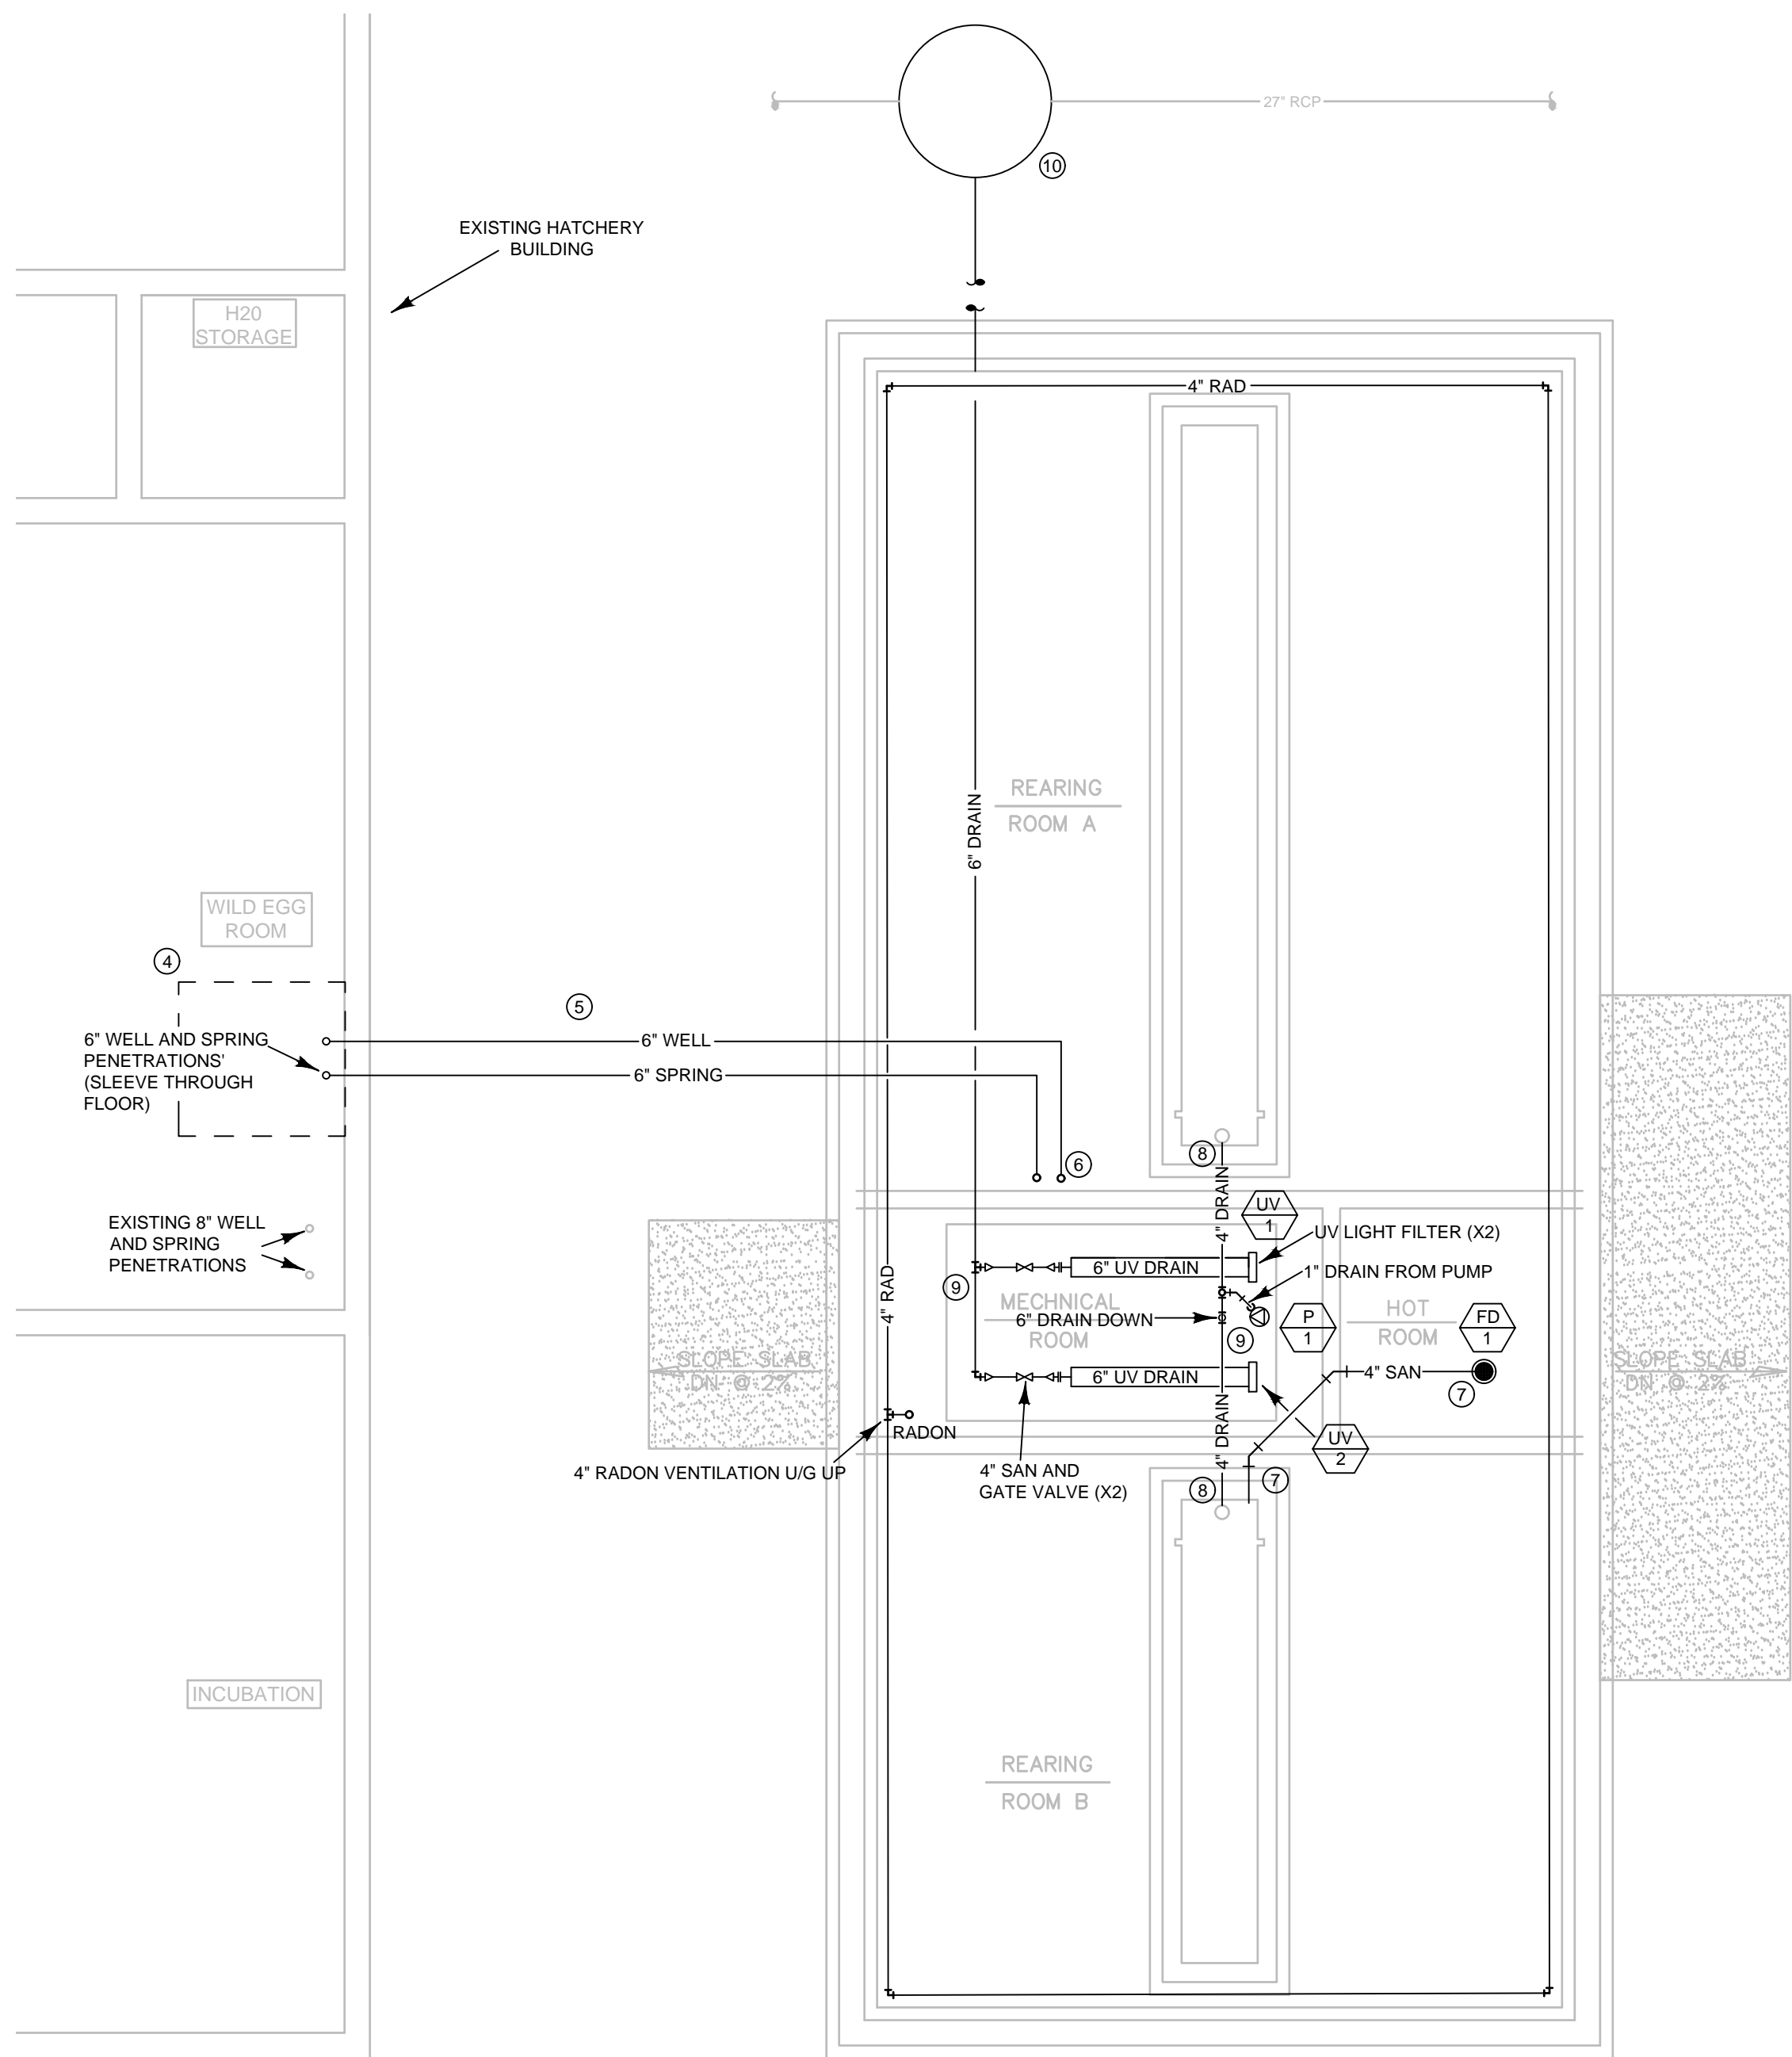 27" RCP
10
EXISTING HATCHERY
BUILDING
H20
STORAGE
4" RAD
REARING
ROOM A
6" DRAIN
WILD EGG
ROOM
4
5
6" WELL AND SPRING
PENETRATIONS'
(SLEEVE THROUGH
FLOOR)
6" WELL
6" SPRING
8
6
4" DRAIN
EXISTING 8" WELL
AND SPRING
PENETRATIONS
UV
1
UV LIGHT FILTER (X2)
6" UV DRAIN
1" DRAIN FROM PUMP
9
4" RAD
MECHNICAL
ROOM
6" DRAIN DOWN
9
P
1
HOT
ROOM
FD
1
SLOPE SLAB
DN @ 2%
SLOPE SLAB
DN @ 2%
6" UV DRAIN
4" SAN
7
4" DRAIN
RADON
UV
2
4" RADON VENTILATION U/G UP
4" SAN AND
GATE VALVE (X2)
8
7
INCUBATION
REARING
ROOM B